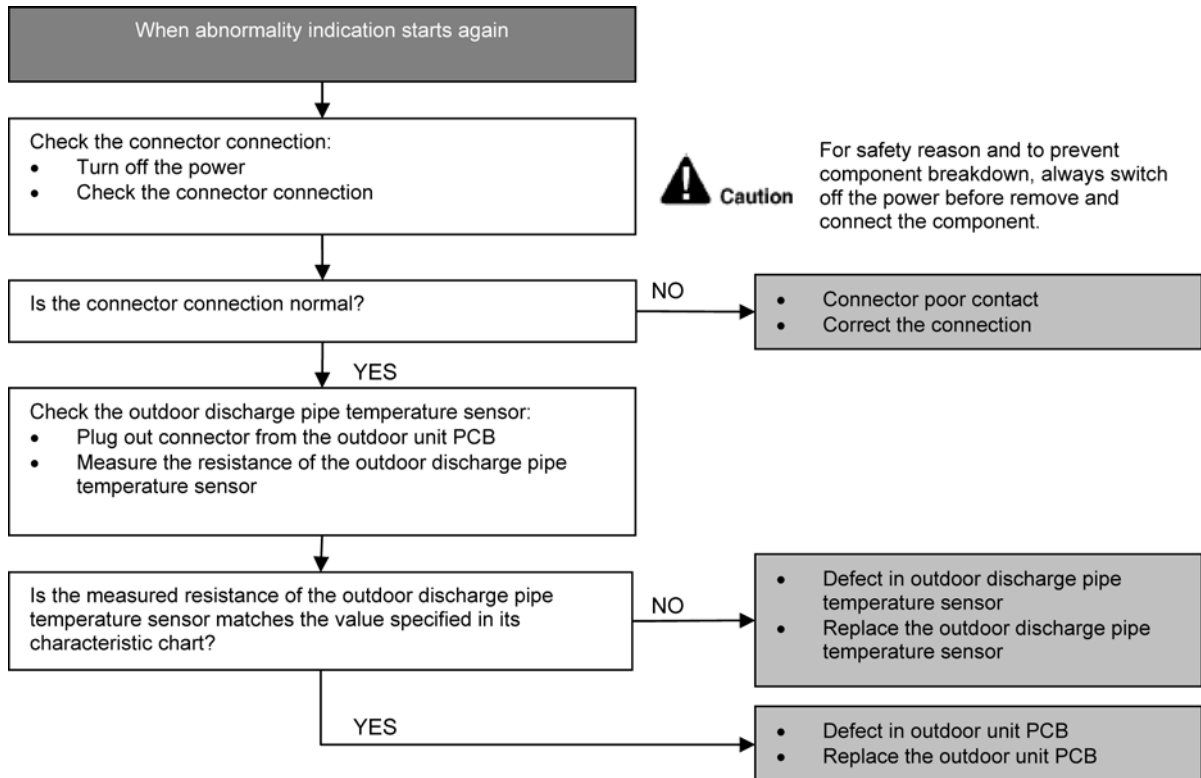 When abnormality indication starts again
Check the connector connection:
• Turn off the power
• Check the connector connection
Caution
For safety reason and to prevent
component breakdown, always switch
off the power before remove and
connect the component.
Is the connector connection normal?
NO
• Connector poor contact
• Correct the connection
YES
Check the outdoor discharge pipe temperature sensor:
• Plug out connector from the outdoor unit PCB
• Measure the resistance of the outdoor discharge pipe
temperature sensor
Is the measured resistance of the outdoor discharge pipe
temperature sensor matches the value specified in its
characteristic chart?
NO
• Defect in outdoor discharge pipe
temperature sensor
• Replace the outdoor discharge pipe
temperature sensor
YES
• Defect in outdoor unit PCB
• Replace the outdoor unit PCB